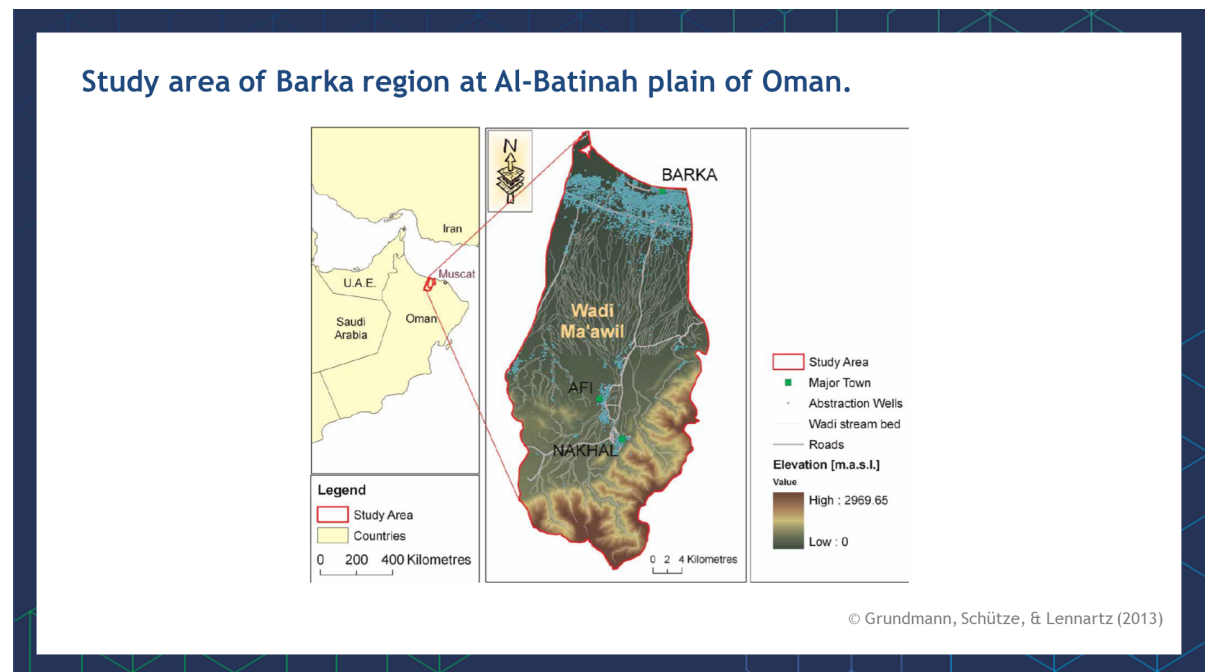 Study area of Barka region at Al-Batinah plain of Oman.
Iran
Muscat
U.A.E.
Saudi
Arabia
Oman
Legend
Study Area
Countries
0 200 400 Kilometres
N
BARKA
Wadi
Ma'awil
AFI
NAKHAL
0 2 4 Kilometres
Study Area
Major Town
Abstraction Wells
Wadi stream bed
Roads
Elevation [m.a.s.l.]
Value
High : 2969.65
Low : 0
© Grundmann, Schütze, & Lennartz (2013)